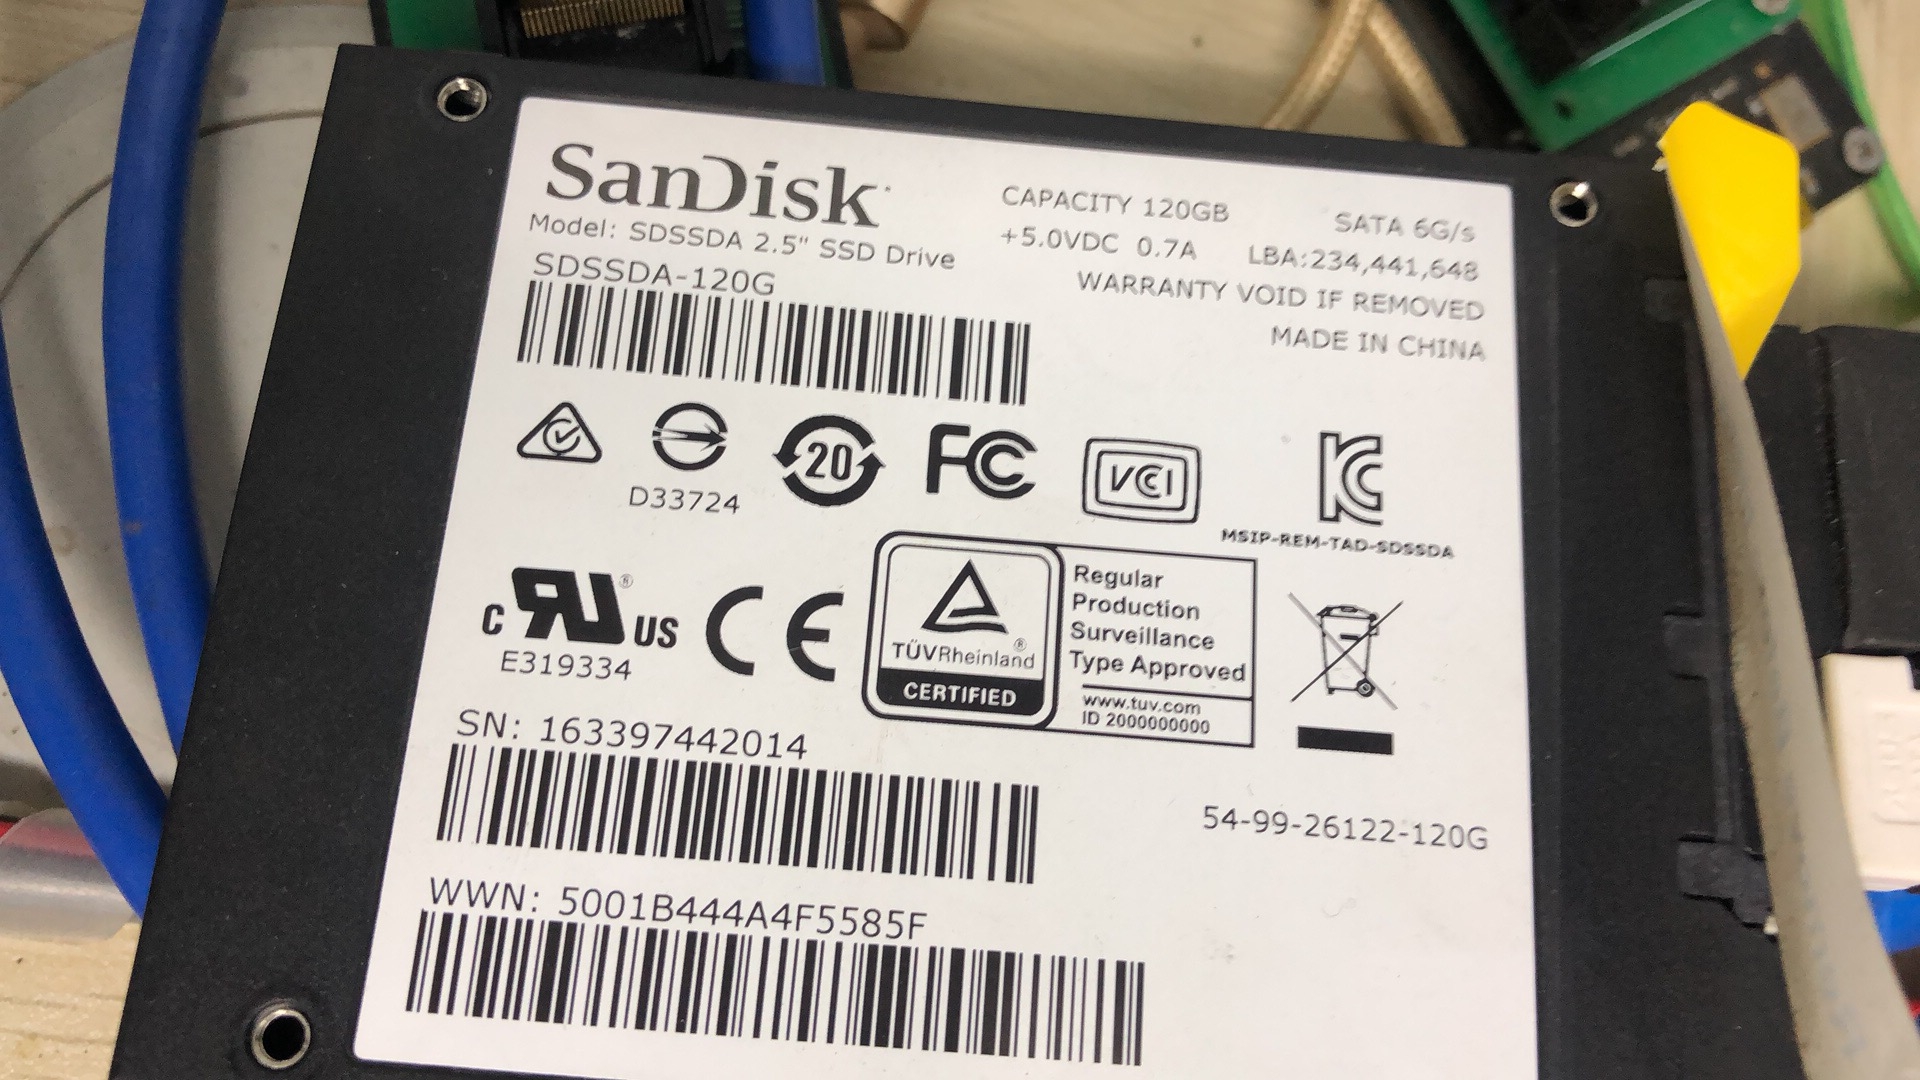 SanDisk
Model: SDSSDA 2.5" SSD Drive
SDSSDA-120G
CAPACITY 120GB
+5.0VDC 0.7A
SATA 6G/s
LBA:234,441,648
WARRANTY VOID IF REMOVED
MADE IN CHINA
D33724
20
FC
VCI
KC
MSIP-REM-TAD-SDSSDA
c RU® US
E319334
CE
TÜVRheinland®
CERTIFIED
Regular
Production
Surveillance
Type Approved
www.tuv.com
ID 2000000000
SN: 163397442014
54-99-26122-120G
WWN: 5001B444A4F5585F